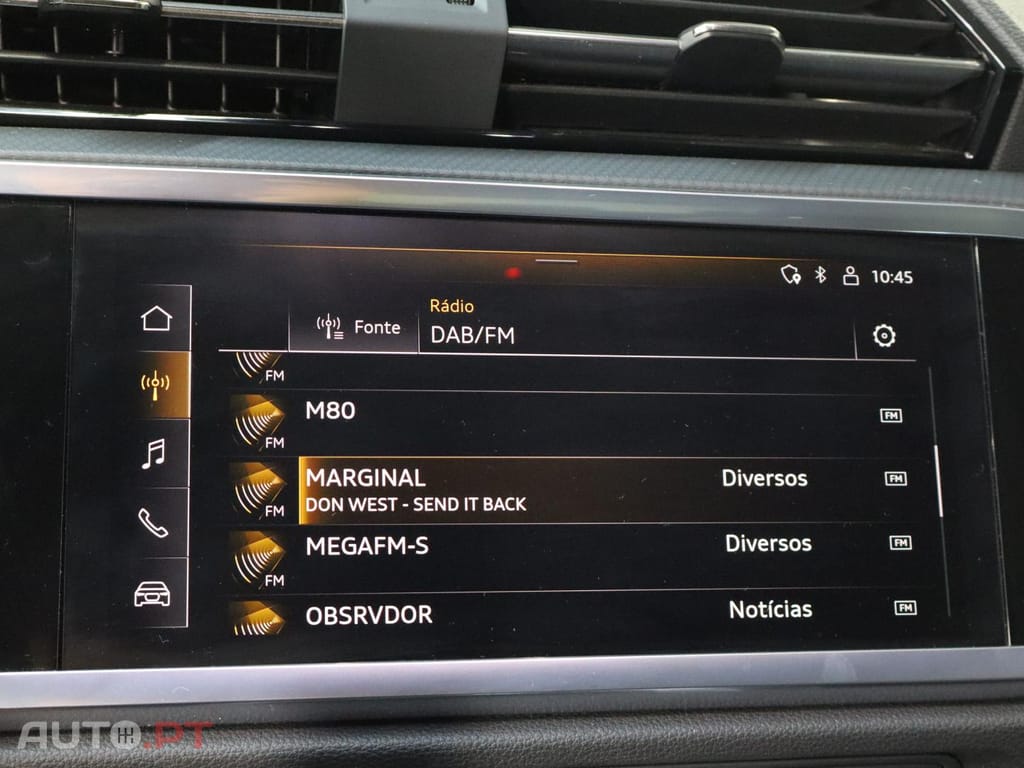 10:45
Fonte
Rádio
DAB/FM
FM
M80
FM
FM
MARGINAL
Diversos
FM
DON WEST - SEND IT BACK
FM
MEGAFM-S
Diversos
FM
FM
OBSRVDOR
Notícias
FM
AUTO.PT